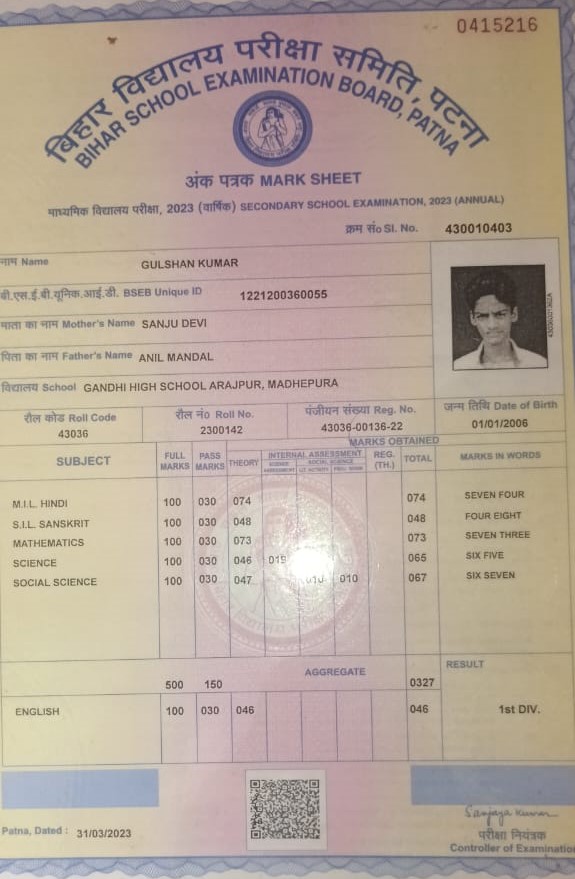 0415216
बिहार विद्यालय परीक्षा समिति, पटना
BIHAR SCHOOL EXAMINATION BOARD, PATNA
अंक पत्रक MARK SHEET
माध्यमिक विद्यालय परीक्षा, 2023 (वार्षिक) SECONDARY SCHOOL EXAMINATION, 2023 (ANNUAL)
क्रम सं० Sl. No. 430010403
नाम Name GULSHAN KUMAR
बी.एस.ई.बी.यूनिक.आई.डी. BSEB Unique ID 1221200360055
माता का नाम Mother's Name SANJU DEVI
पिता का नाम Father's Name ANIL MANDAL
विद्यालय School GANDHI HIGH SCHOOL ARAJPUR, MADHEPURA
रौल कोड Roll Code रौल नं० Roll No. पंजीयन संख्या Reg. No. जन्म तिथि Date of Birth
43036 2300142 43036-00136-22 01/01/2006
MARKS OBTAINED
SUBJECT FULL MARKS PASS MARKS THEORY INTERNAL ASSESSMENT REG. (TH.) TOTAL MARKS IN WORDS
SOCIAL SCIENCE
M.I.L. HINDI 100 030 074 074 SEVEN FOUR
S.I.L. SANSKRIT 100 030 048 048 FOUR EIGHT
MATHEMATICS 100 030 073 073 SEVEN THREE
SCIENCE 100 030 046 019 065 SIX FIVE
SOCIAL SCIENCE 100 030 047 010 010 067 SIX SEVEN
AGGREGATE RESULT
500 150 0327
ENGLISH 100 030 046 046 1st DIV.
Patna, Dated : 31/03/2023
Sanjaya Kumar
परीक्षा नियंत्रक
Controller of Examination